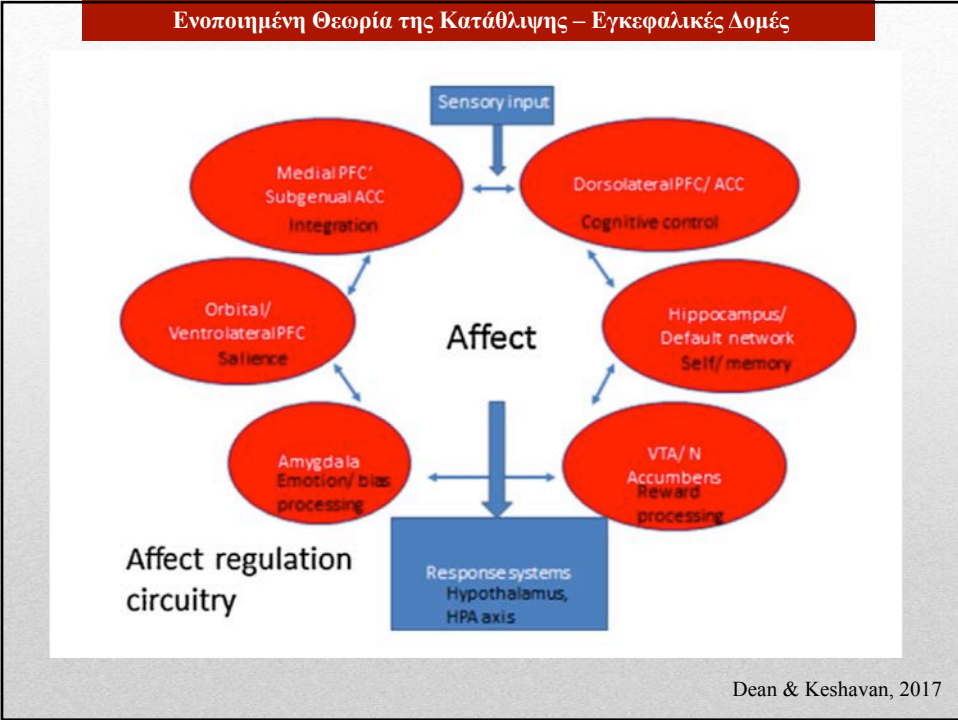 Ενοποιημένη Θεωρία της Κατάθλιψης – Εγκεφαλικές Δομές
Sensory input
Medial PFC'
Subgenual ACC
Integration
Dorsolateral PFC/ ACC
Cognitive control
Orbital/
Ventrolateral PFC
Salience
Affect
Hippocampus/
Default network
Self/ memory
Amygdala
Emotion/ bias
processing
VTA/ N
Accumbens
Reward
processing
Affect regulation
circuitry
Response systems
Hypothalamus,
HPA axis
Dean & Keshavan, 2017